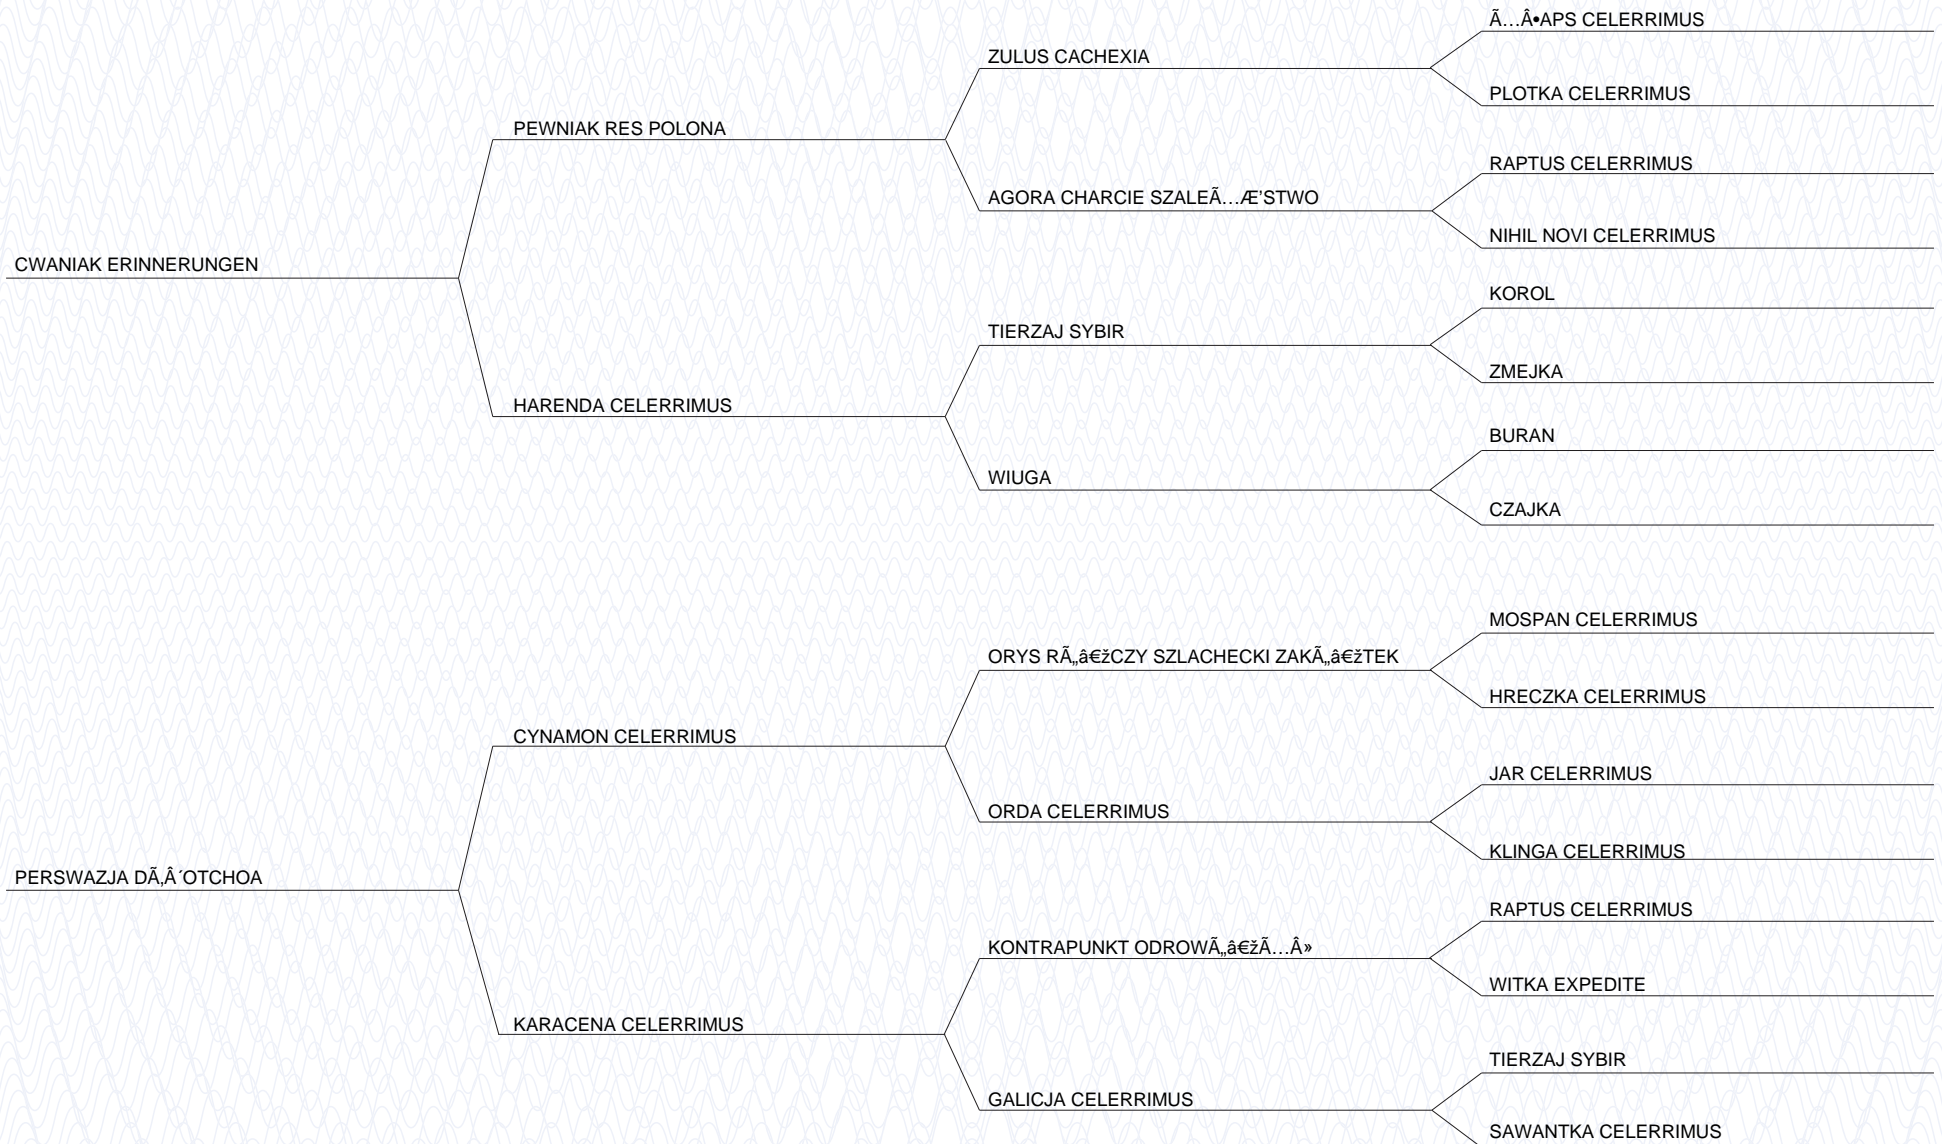 Ã…Â•APS CELERRIMUS
ZULUS CACHEXIA
PLOTKA CELERRIMUS
PEWNIAK RES POLONA
RAPTUS CELERRIMUS
AGORA CHARCIE SZALEÃ…Æ’STWO
NIHIL NOVI CELERRIMUS
CWANIAK ERINNERUNGEN
KOROL
TIERZAJ SYBIR
ZMEJKA
HARENDA CELERRIMUS
BURAN
WIUGA
CZAJKA
MOSPAN CELERRIMUS
ORYS RÃ„â€žCZY SZLACHECKI ZAKÃ„â€žTEK
HRECZKA CELERRIMUS
CYNAMON CELERRIMUS
JAR CELERRIMUS
ORDA CELERRIMUS
KLINGA CELERRIMUS
PERSWAZJA DÃ‚Â´OTCHOA
RAPTUS CELERRIMUS
KONTRAPUNKT ODROWÃ„â€žÃ…Â»
WITKA EXPEDITE
KARACENA CELERRIMUS
TIERZAJ SYBIR
GALICJA CELERRIMUS
SAWANTKA CELERRIMUS